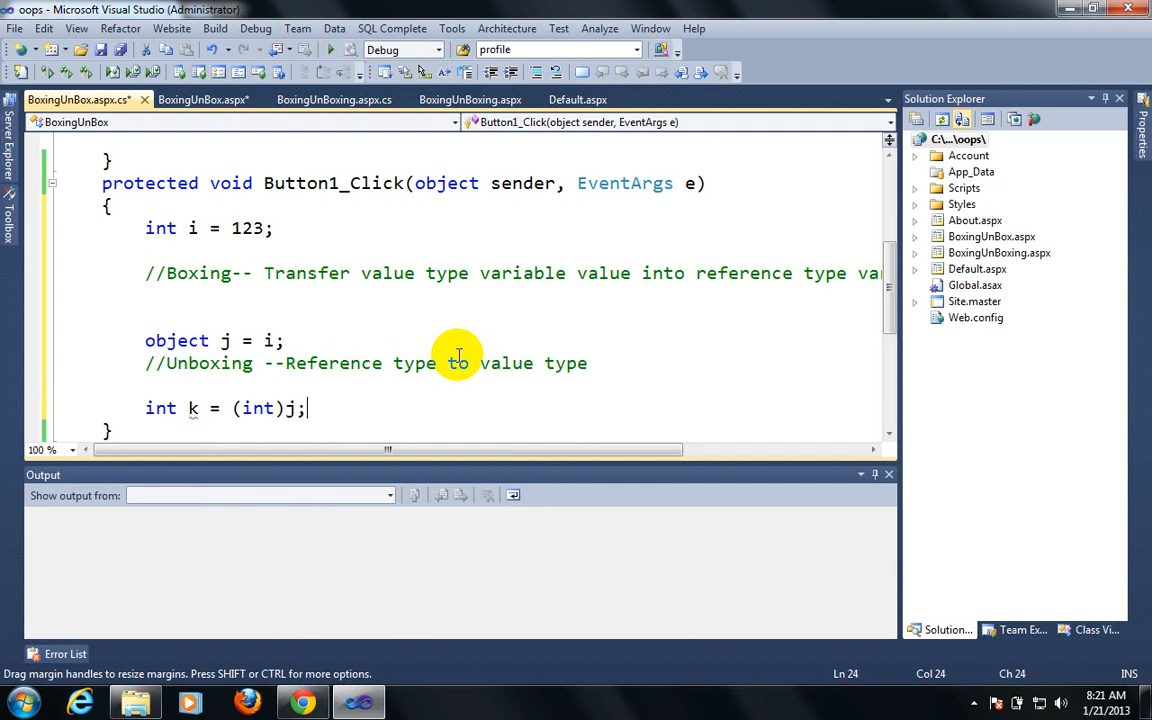 oops - Microsoft Visual Studio (Administrator)
File Edit View Refactor Website Build Debug Team Data SQL Complete Tools Architecture Test Analyze Window Help
Debug profile
BoxingUnBox.aspx.cs* BoxingUnBox.aspx* BoxingUnBoxing.aspx.cs BoxingUnBoxing.aspx Default.aspx
BoxingUnBox Button1_Click(object sender, EventArgs e)
}
protected void Button1_Click(object sender, EventArgs e)
{
int i = 123;
//Boxing-- Transfer value type variable value into reference type var
object j = i;
//Unboxing --Reference type to value type
int k = (int)j;
}
100 %
Output
Show output from:
Error List
Server Explorer
Toolbox
Solution Explorer
C:\...\oops\
Account
App_Data
Scripts
Styles
About.aspx
BoxingUnBox.aspx
BoxingUnBoxing.aspx
Default.aspx
Global.asax
Site.master
Web.config
Solution... Team Ex... Class Vi...
Properties
Drag margin handles to resize margins. Press SHIFT or CTRL for more options. Ln 24 Col 24 Ch 24 INS
8:21 AM
1/21/2013